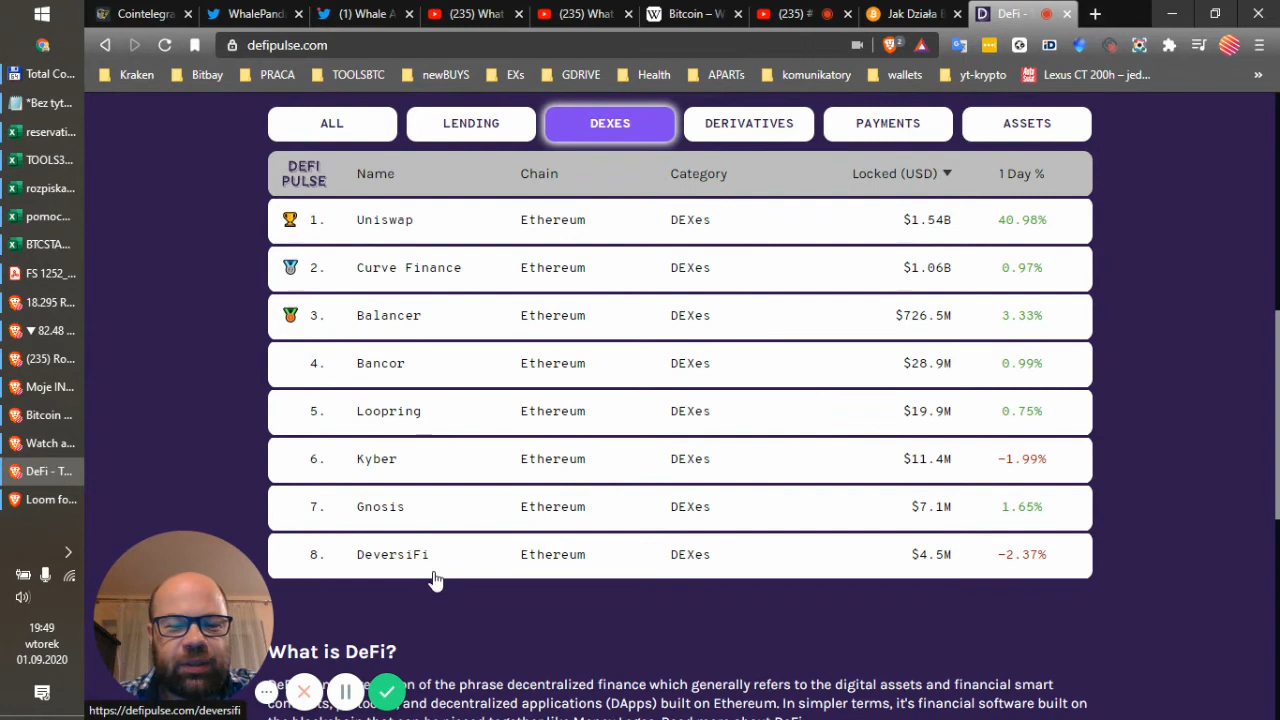 Cointelegra
WhalePand
(1) Whale A
(235) What
(235) What
Bitcoin – W
(235) #
Jak Działa B
DeFi -
defipulse.com
2
Kraken
Bitbay
PRACA
TOOLSBTC
newBUYS
EXs
GDRIVE
Health
APARTs
komunikatory
wallets
yt-krypto
Lexus CT 200h – jed...
Total Co...
*Bez tyt...
reservati...
TOOLS3...
rozpiska...
pomoc...
BTCSTA...
FS 1252_...
18.295 R...
▼ 82.48 ...
(235) Ro...
Moje IN...
Bitcoin ...
Watch a...
DeFi - T...
Loom fo...
19:49
wtorek
01.09.2020
ALL
LENDING
DEXES
DERIVATIVES
PAYMENTS
ASSETS
DEFI PULSE Name Chain Category Locked (USD) ▼ 1 Day %
1. Uniswap Ethereum DEXes $1.54B 40.98%
2. Curve Finance Ethereum DEXes $1.06B 0.97%
3. Balancer Ethereum DEXes $726.5M 3.33%
4. Bancor Ethereum DEXes $28.9M 0.99%
5. Loopring Ethereum DEXes $19.9M 0.75%
6. Kyber Ethereum DEXes $11.4M -1.99%
7. Gnosis Ethereum DEXes $7.1M 1.65%
8. DeversiFi Ethereum DEXes $4.5M -2.37%
What is DeFi?
of the phrase decentralized finance which generally refers to the digital assets and financial smart
and decentralized applications (DApps) built on Ethereum. In simpler terms, it's financial software built on
https://defipulse.com/deversifi